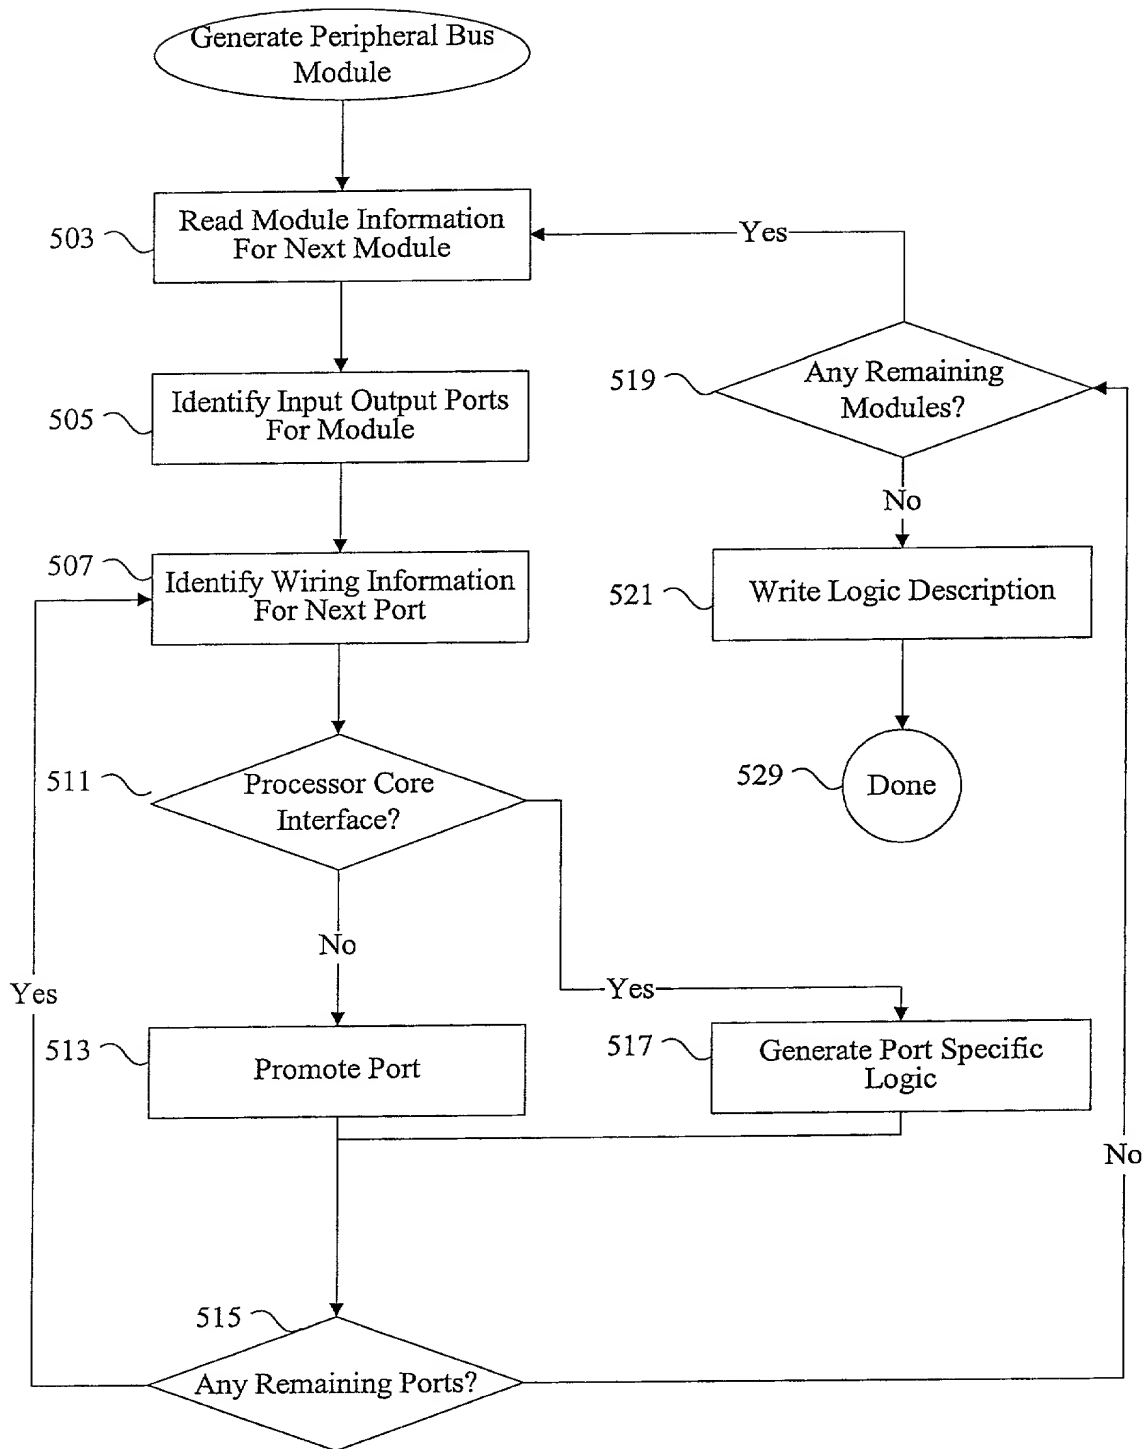 Generate Peripheral Bus
Module
503
Read Module Information
For Next Module
Yes
505
Identify Input Output Ports
For Module
519
Any Remaining
Modules?
No
507
Identify Wiring Information
For Next Port
521
Write Logic Description
511
Processor Core
Interface?
529
Done
No
Yes
Yes
513
Promote Port
517
Generate Port Specific
Logic
No
515
Any Remaining Ports?